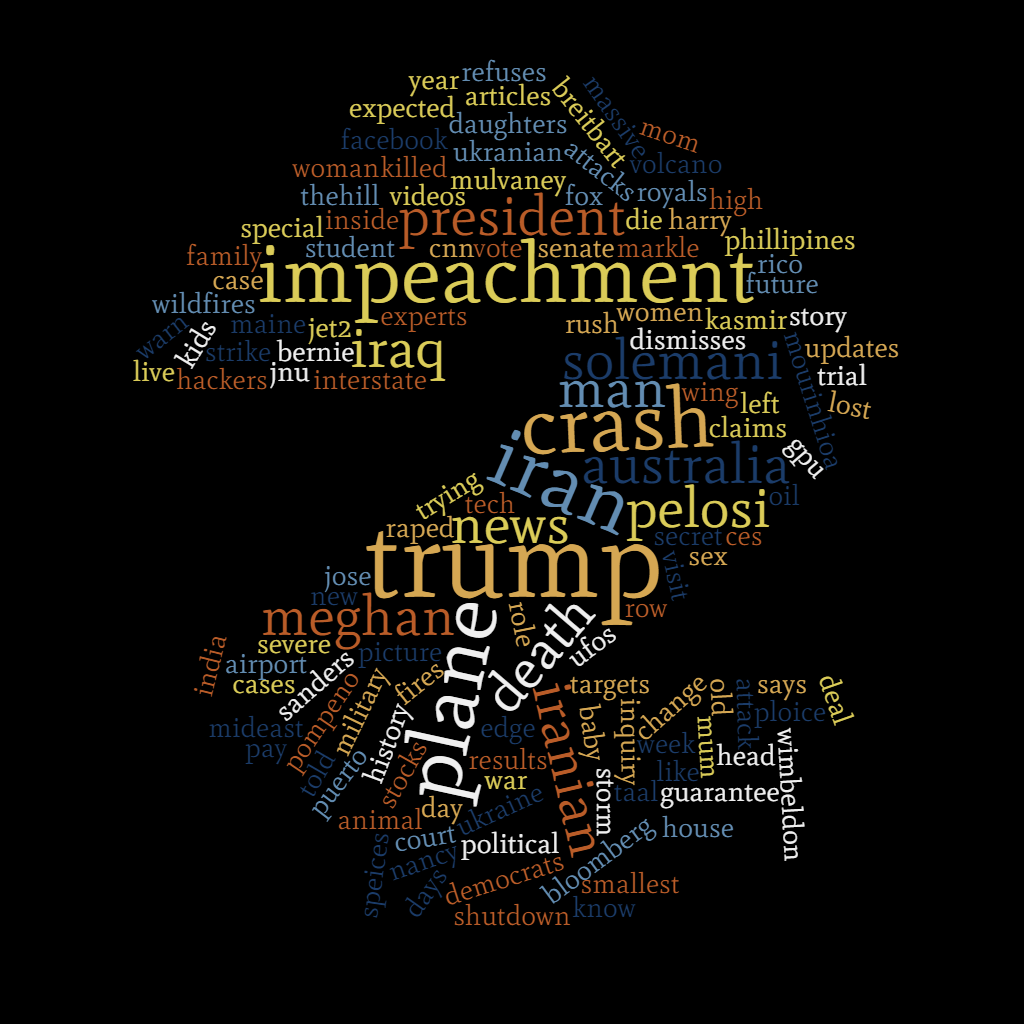 year
refuses
expected
articles
breitbart
massive
mom
facebook
daughters
ukranian
attacks
volcano
womankilled
mulvaney
thehill
videos
fox
royals
high
special
inside
president
die
harry
student
cnn
vote
senate
markle
phillipines
family
case
impeachment
rico
future
wildfires
warn
kids
maine
jet2
experts
rush
women
kasmir
story
strike
bernie
iraq
dismisses
mourinhioa
updates
live
hackers
jnu
interstate
solemani
man
wing
left
trial
lost
crash
claims
gpu
iran
australia
trying
tech
pelosi
oil
raped
news
secret
ces
trump
visit
sex
jose
new
meghan
role
row
plane
death
ufos
india
severe
airport
picture
cases
sanders
pompeno
military
fires
iranian
targets
inquiry
change
old
attack
says
deal
mideast
pay
told
puerto
history
stocks
edge
baby
week
mum
ploice
head
wimbeldon
results
war
storm
like
taal
guarantee
animal
day
ukraine
court
political
bloomberg
house
speices
nancy
days
democrats
smallest
shutdown
know